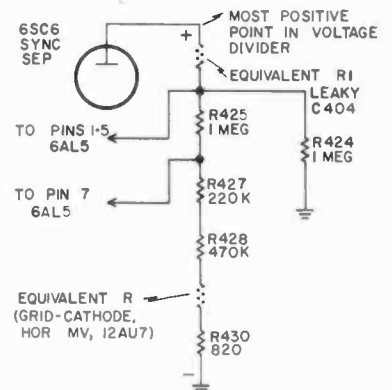 6SC6
SYNC
SEP
+
MOST POSITIVE
POINT IN VOLTAGE
DIVIDER
EQUIVALENT R1
LEAKY
C404
R425
1 MEG
R424
1 MEG
TO PINS 1-5
6AL5
TO PIN 7
6AL5
R427
220K
R428
470K
EQUIVALENT R
(GRID-CATHODE,
HOR MV, 12AU7)
R430
820
-